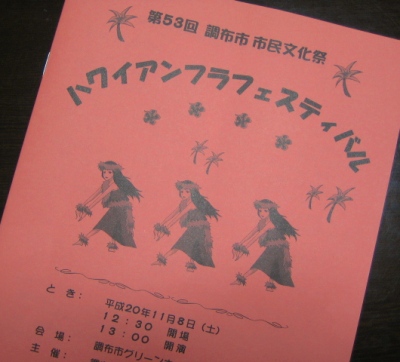 第53回 調布市 市民文化祭
ハワイアンフラフェスティバル
とき： 平成20年11月8日（土）
12：30 開場
13：00 開演
会場： 調布市グリーン
主催：